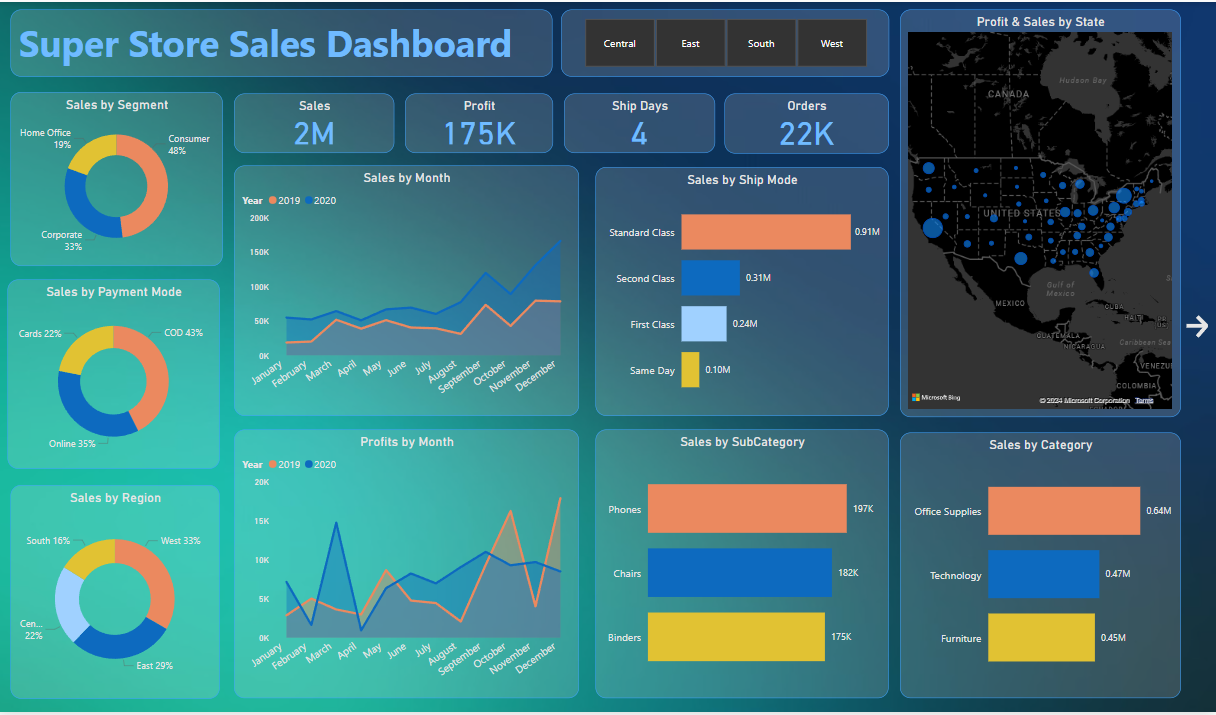 Super Store Sales Dashboard
Central East South West
Profit & Sales by State
Sales by Segment
Home Office
19%
Consumer
48%
Corporate
33%
Sales
2M
Profit
175K
Ship Days
4
Orders
22K
Sales by Month
Year 2019 2020
200K
150K
100K
50K
0K
January February March April May June July August September October November December
Sales by Ship Mode
Standard Class 0.91M
Second Class 0.31M
First Class 0.24M
Same Day 0.10M
Hudson Bay
CANADA
UNITED STATES
MEXICO
Gulf of
Mexico
CUBA
HAITI
GUATEMALA
NICARAGUA
Caribbean Sea
COLOMBIA
Microsoft Bing
© 2024 Microsoft Corporation Terms
Sales by Payment Mode
Cards 22%
COD 43%
Online 35%
Sales by Region
South 16%
West 33%
Cen...
22%
East 29%
Profits by Month
Year 2019 2020
20K
15K
10K
5K
0K
January February March April May June July August September October November December
Sales by SubCategory
Phones 197K
Chairs 182K
Binders 175K
Sales by Category
Office Supplies 0.64M
Technology 0.47M
Furniture 0.45M